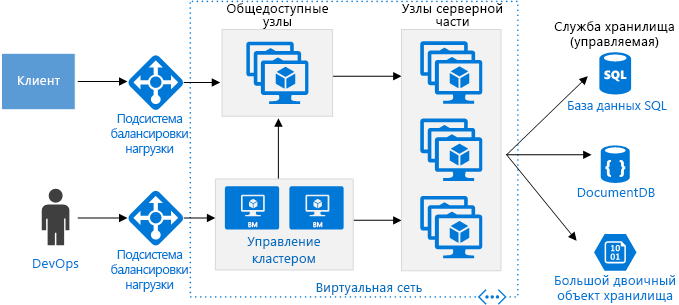 Общедоступные
узлы
Узлы серверной
части
Служба хранилища
(управляемая)
Клиент
Подсистема
балансировки
нагрузки
SQL
База данных SQL
{ }
DocumentDB
DevOps
Подсистема
балансировки
нагрузки
ВМ
ВМ
Управление
кластером
10
01
Большой двоичный
объект хранилища
Виртуальная сеть